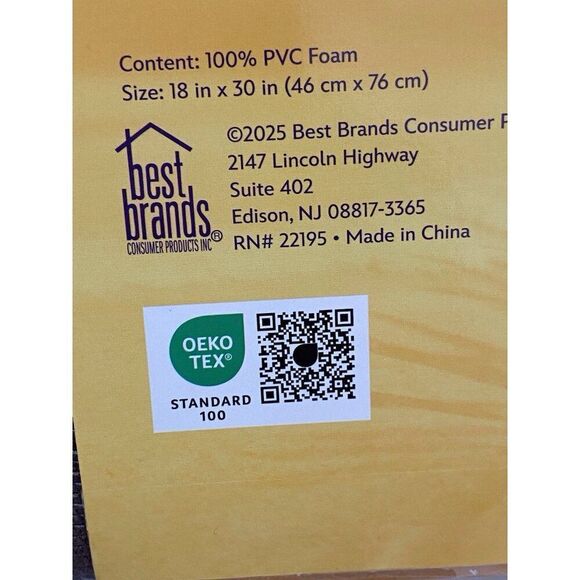 Content: 100% PVC Foam
Size: 18 in x 30 in (46 cm x 76 cm)
©2025 Best Brands Consumer P
2147 Lincoln Highway
Suite 402
Edison, NJ 08817-3365
RN# 22195 • Made in China
best
brands®
CONSUMER PRODUCTS INC
OEKO
TEX®
STANDARD
100